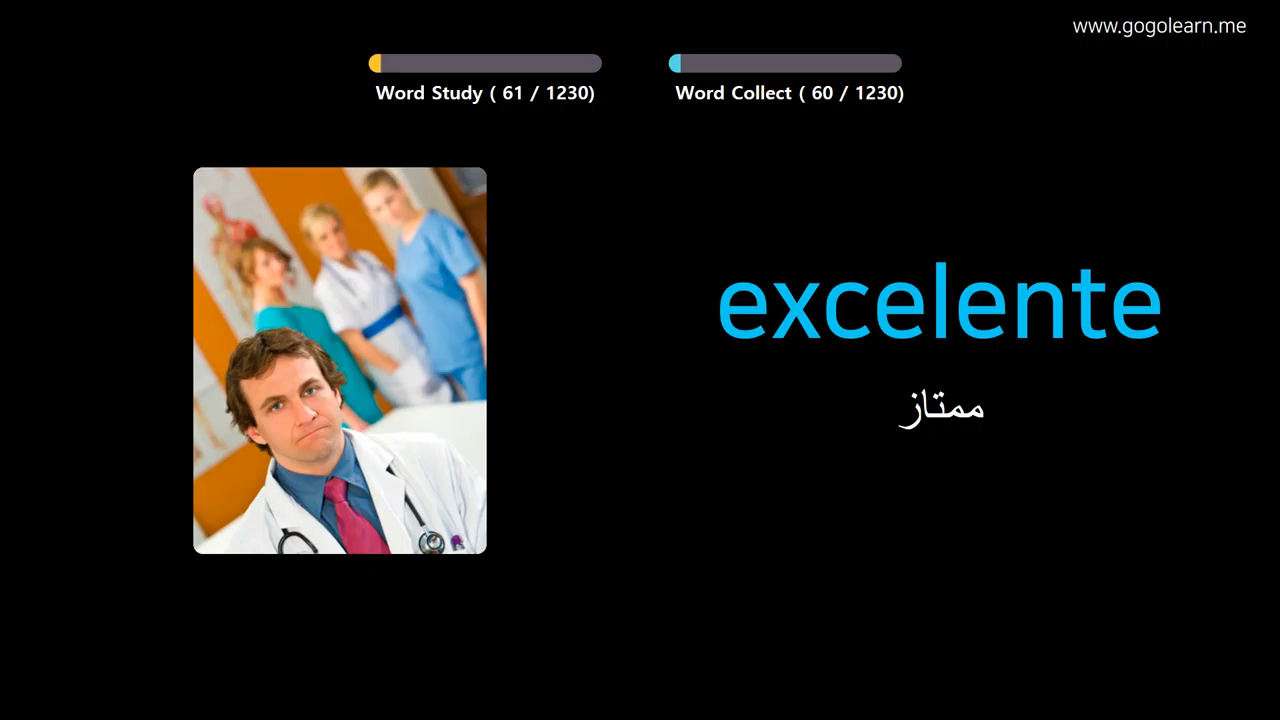 www.gogolearn.me
Word Study ( 61 / 1230)
Word Collect ( 60 / 1230)
excelente
ممتاز